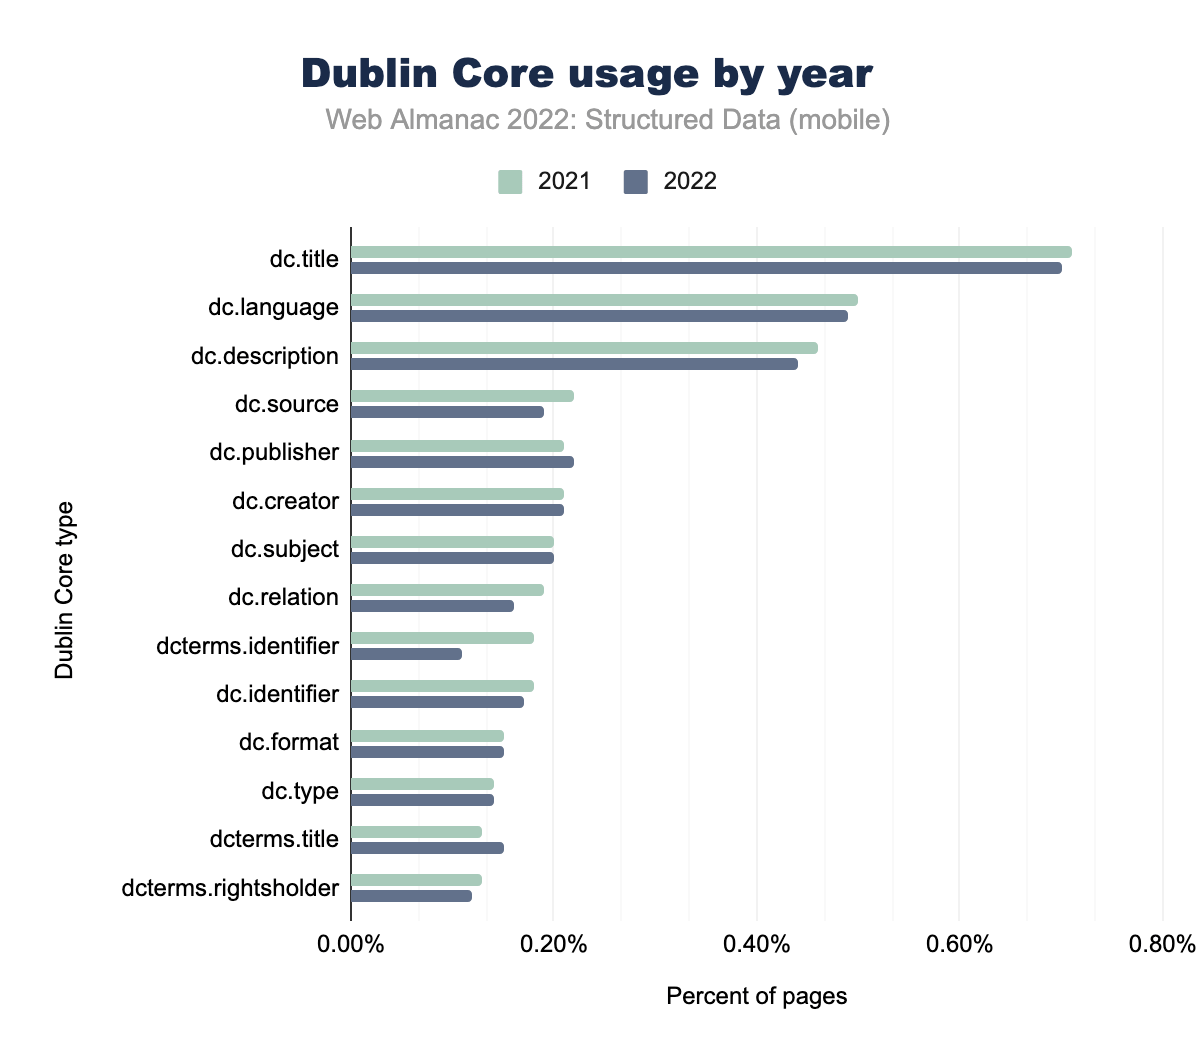 Dublin Core usage by year
Web Almanac 2022: Structured Data (mobile)
2021
2022
dc.title
dc.language
dc.description
dc.source
dc.publisher
dc.creator
dc.subject
dc.relation
dcterms.identifier
dc.identifier
dc.format
dc.type
dcterms.title
dcterms.rightsholder
Dublin Core type
0.00%
0.20%
0.40%
0.60%
0.80%
Percent of pages